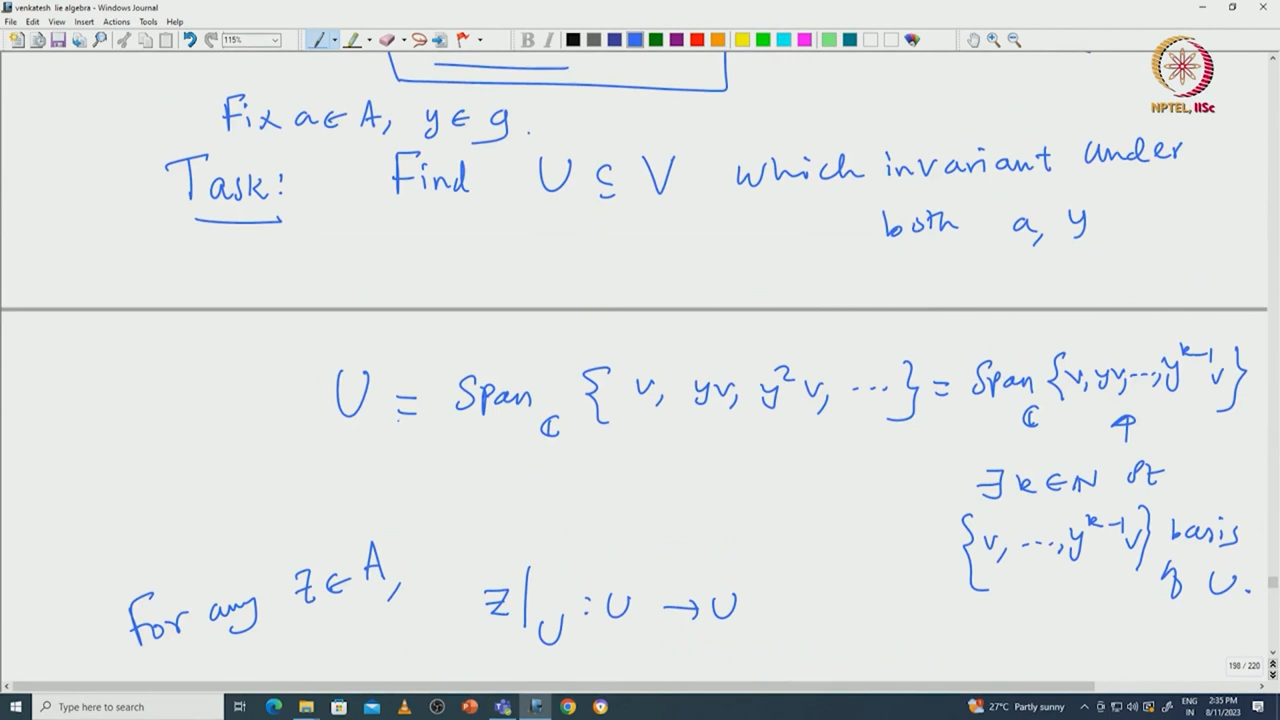 venkatesh lie algebra - Windows Journal
File Edit View Insert Actions Tools Help
115%
NPTEL, IISc
Fix a ∈ A, y ∈ g.
Task: Find U ⊆ V which invariant under
both a, y
U = Span_ℂ { v, yv, y²v, ... } = Span_ℂ {v, yv, ..., y^{k-1}v}
↑
∃ k ∈ ℕ st
{v, ..., y^{k-1}v} basis
of U.
For any z ∈ A, z|_U : U → U
198 / 220
Type here to search
27°C Partly sunny
ENG
IN
2:35 PM
8/11/2023